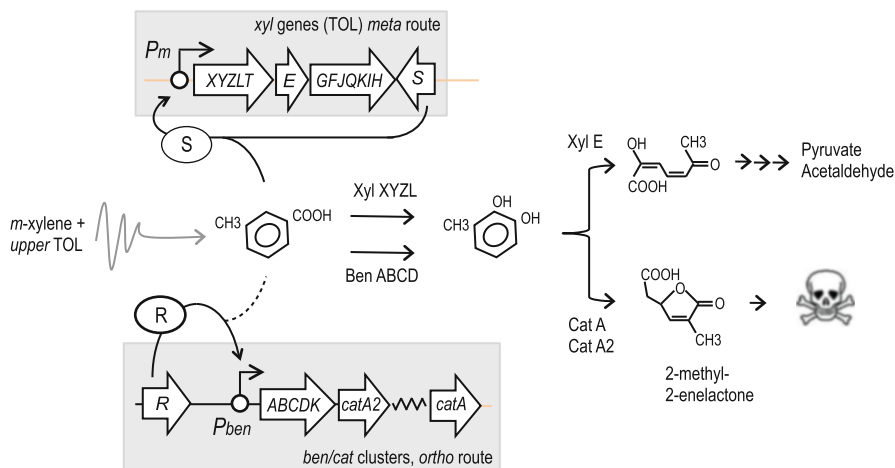 xyl genes (TOL) meta route
Pm
XYZLT
E
GFJQKIH
S
S
m-xylene +
upper TOL
CH3
COOH
Xyl XYZL
Ben ABCD
OH
CH3
OH
Xyl E
OH
CH3
O
COOH
Pyruvate
Acetaldehyde
Cat A
Cat A2
COOH
O
O
CH3
2-methyl-
2-enelactone
R
R
Pben
ABCDK
catA2
catA
ben/cat clusters, ortho route